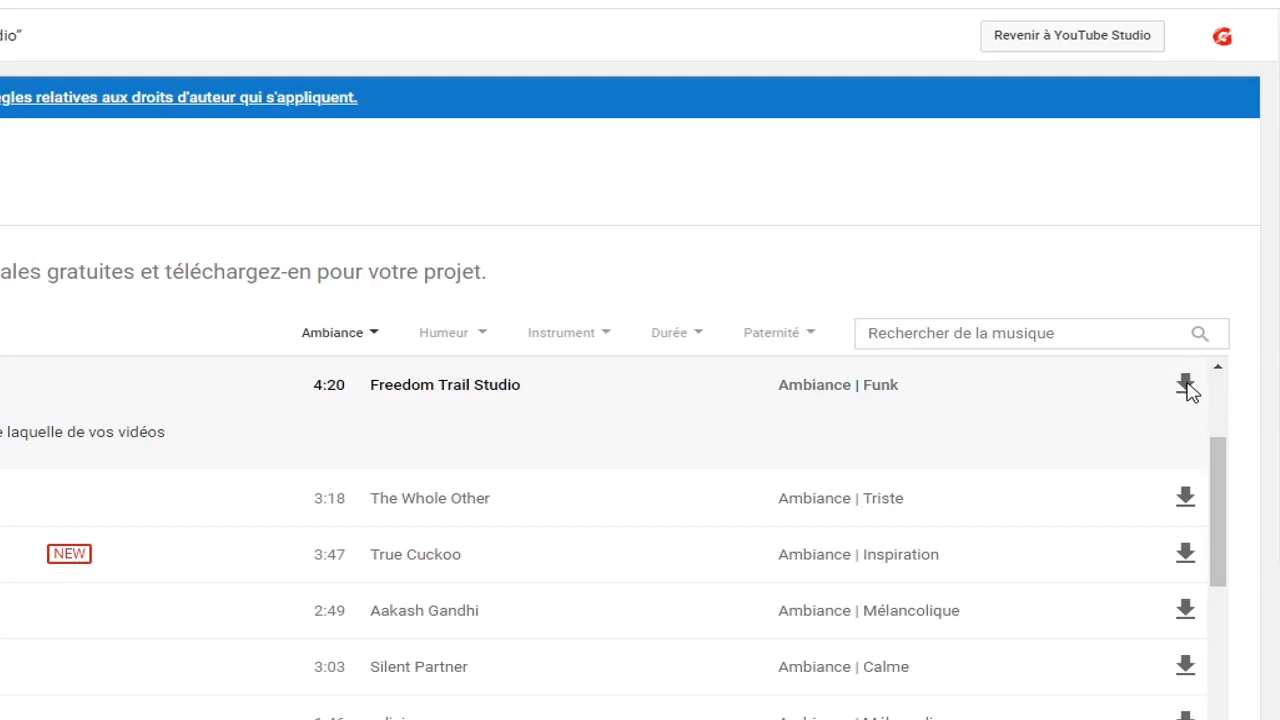 dio”
Revenir à YouTube Studio
gles relatives aux droits d'auteur qui s'appliquent.
ales gratuites et téléchargez-en pour votre projet.
Ambiance Humeur Instrument Durée Paternité Rechercher de la musique
4:20 Freedom Trail Studio Ambiance | Funk
e laquelle de vos vidéos
3:18 The Whole Other Ambiance | Triste
NEW 3:47 True Cuckoo Ambiance | Inspiration
2:49 Aakash Gandhi Ambiance | Mélancolique
3:03 Silent Partner Ambiance | Calme